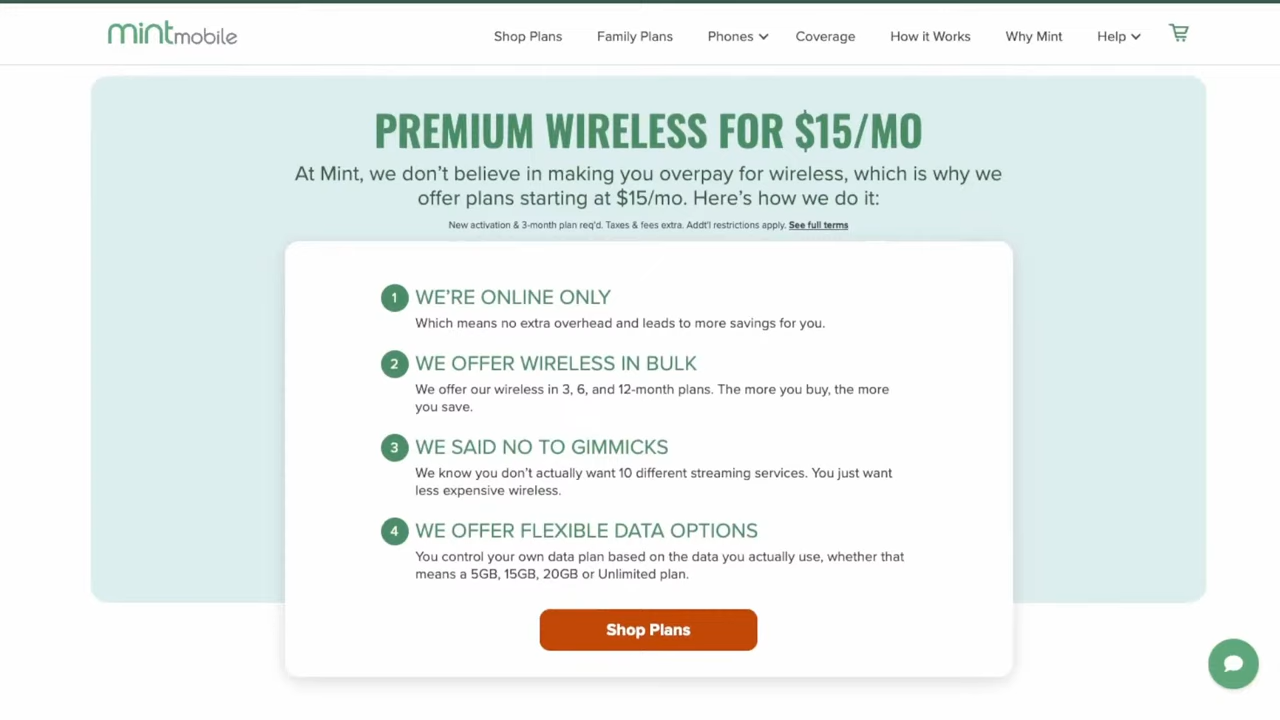 mintmobile
Shop Plans
Family Plans
Phones
Coverage
How it Works
Why Mint
Help
PREMIUM WIRELESS FOR $15/MO
At Mint, we don't believe in making you overpay for wireless, which is why we
offer plans starting at $15/mo. Here's how we do it:
New activation & 3-month plan req'd. Taxes & fees extra. Addt'l restrictions apply. See full terms
1 WE'RE ONLINE ONLY
Which means no extra overhead and leads to more savings for you.
2 WE OFFER WIRELESS IN BULK
We offer our wireless in 3, 6, and 12-month plans. The more you buy, the more
you save.
3 WE SAID NO TO GIMMICKS
We know you don't actually want 10 different streaming services. You just want
less expensive wireless.
4 WE OFFER FLEXIBLE DATA OPTIONS
You control your own data plan based on the data you actually use, whether that
means a 5GB, 15GB, 20GB or Unlimited plan.
Shop Plans